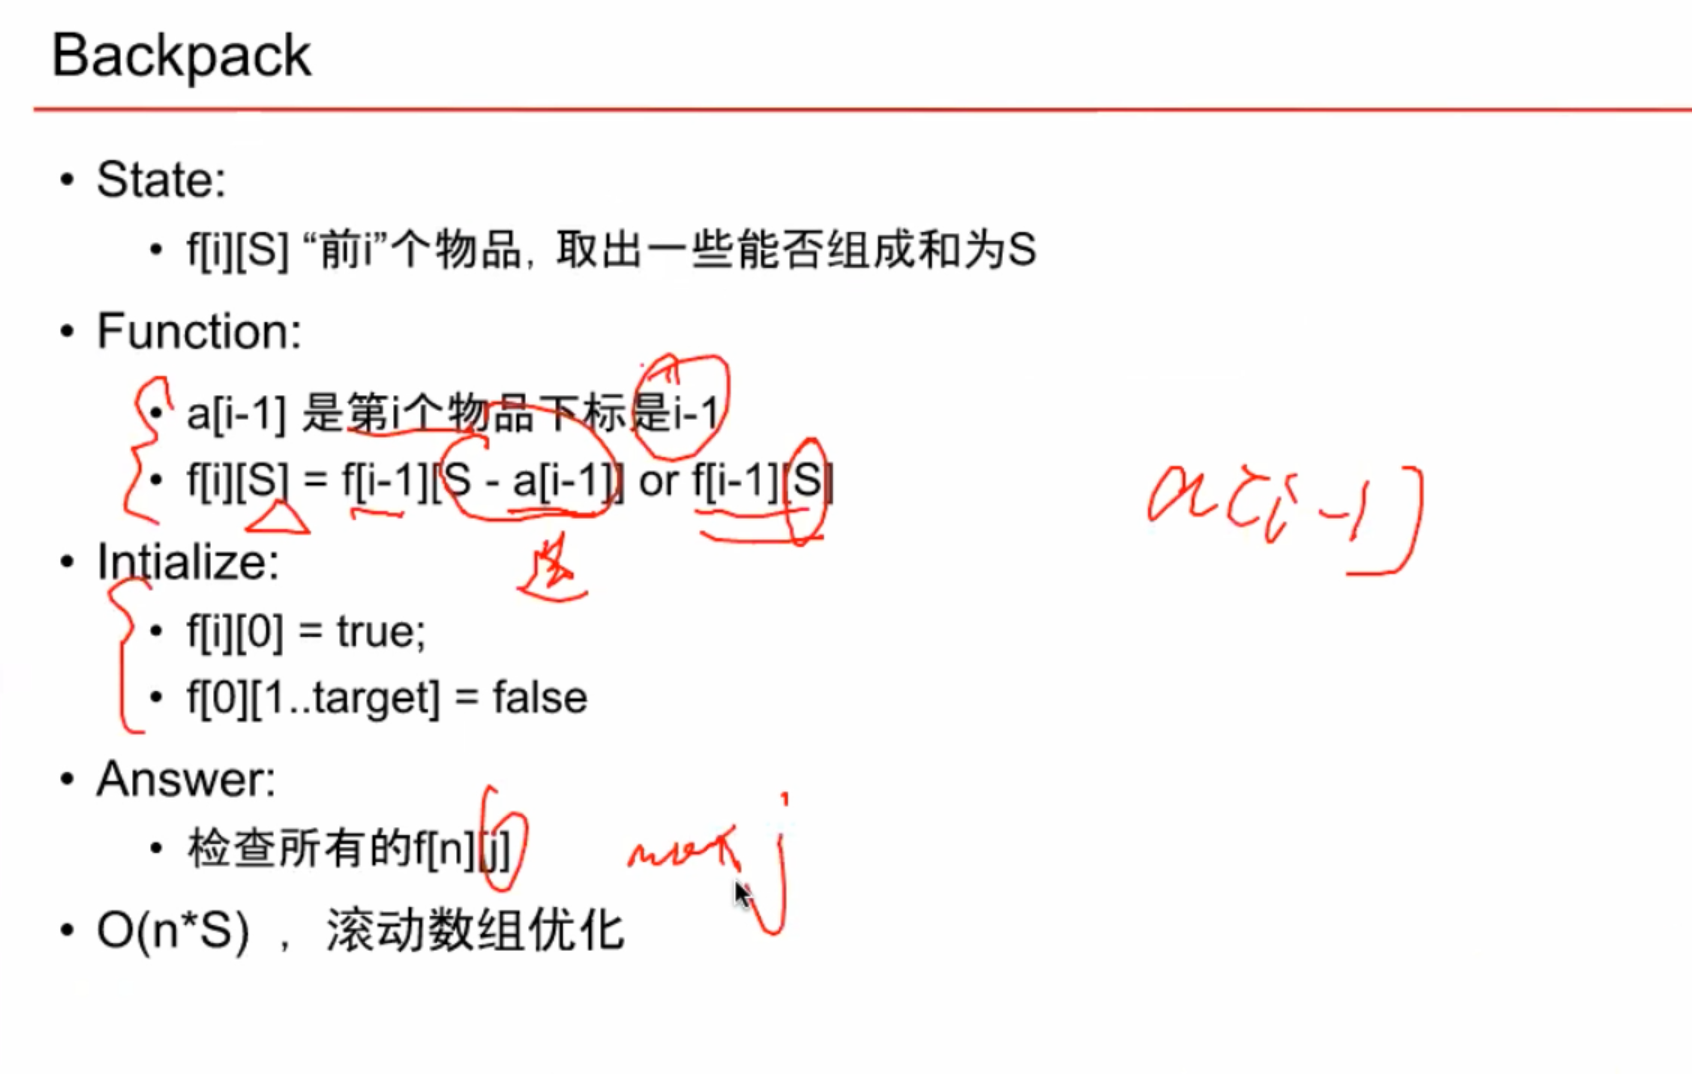 Backpack
• State:
• f[i][S] “前i”个物品，取出一些能否组成和为S
• Function:
• a[i-1] 是第i个物品下标是i-1
• f[i][S] = f[i-1][S - a[i-1]] or f[i-1][S]
a[i-1]
• Intialize:
• f[i][0] = true;
• f[0][1..target] = false
• Answer:
• 检查所有的f[n][j]
max j
• O(n*S) ， 滚动数组优化